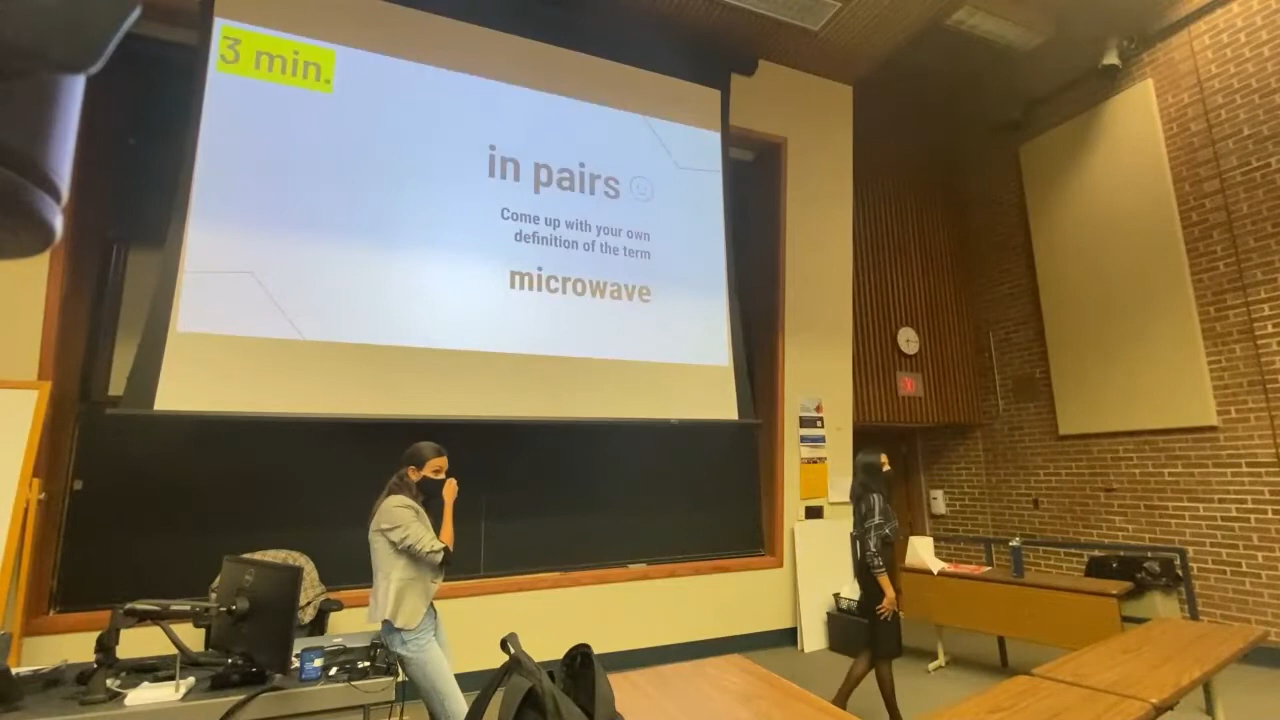 3 min.
in pairs
Come up with your own
definition of the term
microwave